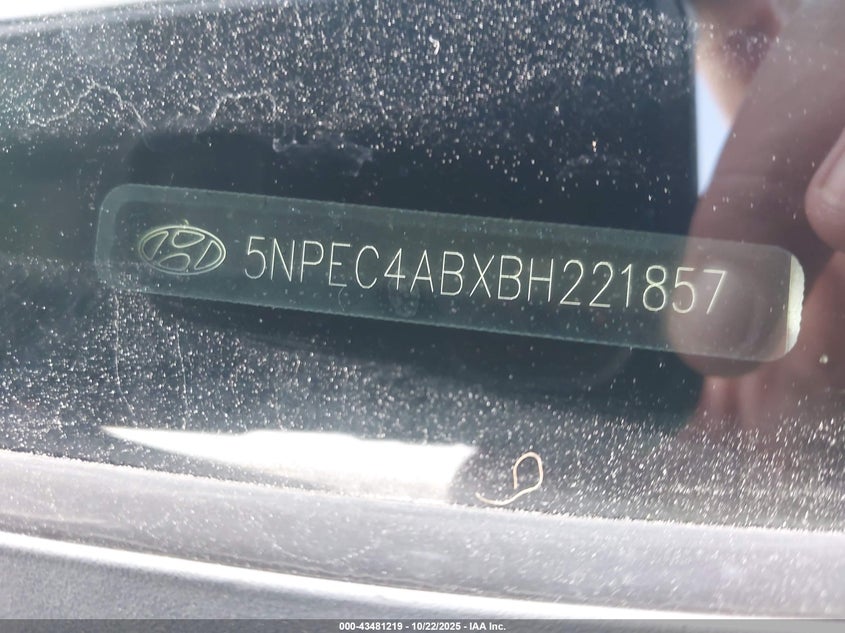 5NPEC4ABXBH221857
000-43481219 - 10/22/2025 - IAA Inc.